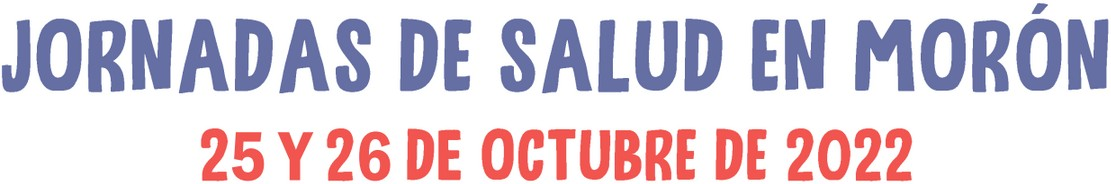 JORNADAS DE SALUD EN MORÓN
25 Y 26 DE OCTUBRE DE 2022